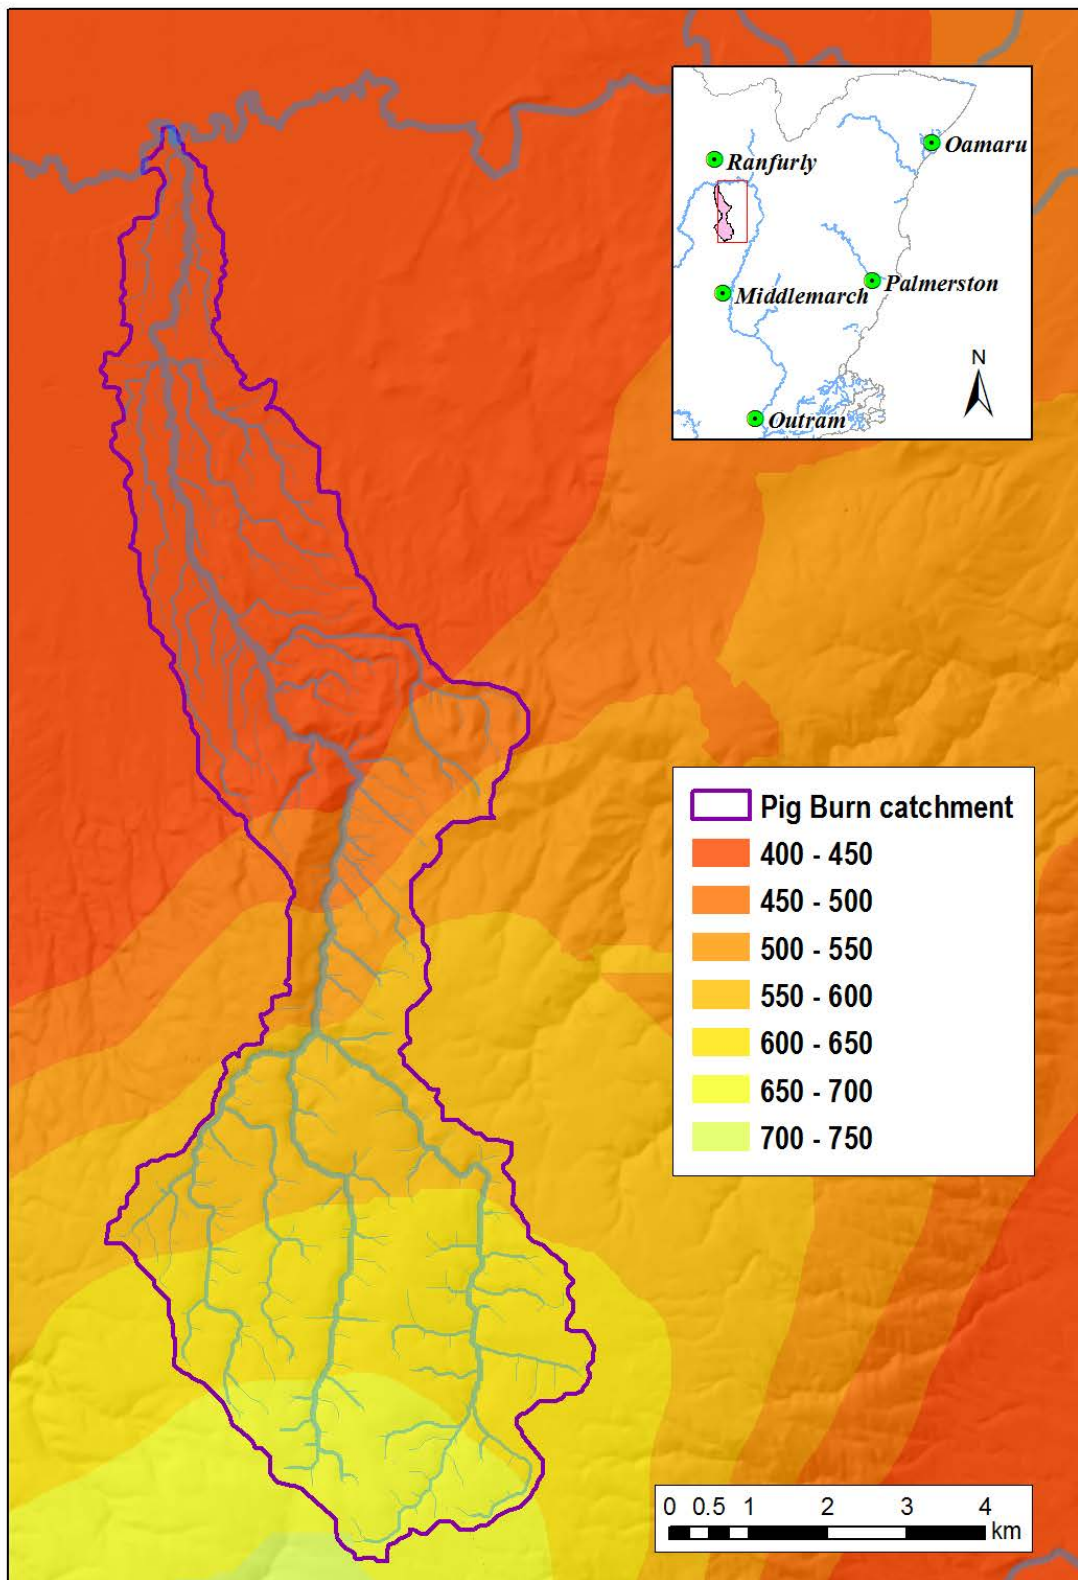 Ranfurly
Oamaru
Middlemarch
Palmerston
N
Outram
Pig Burn catchment
400 - 450
450 - 500
500 - 550
550 - 600
600 - 650
650 - 700
700 - 750
0 0.5 1 2 3 4
km